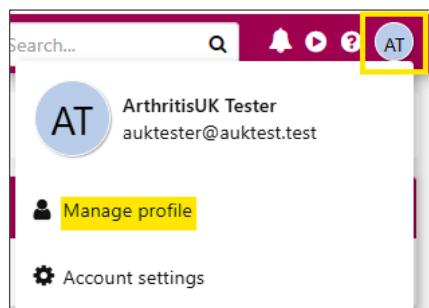 Search...
AT
AT
ArthritisUK Tester
auktester@auktest.test
Manage profile
Account settings